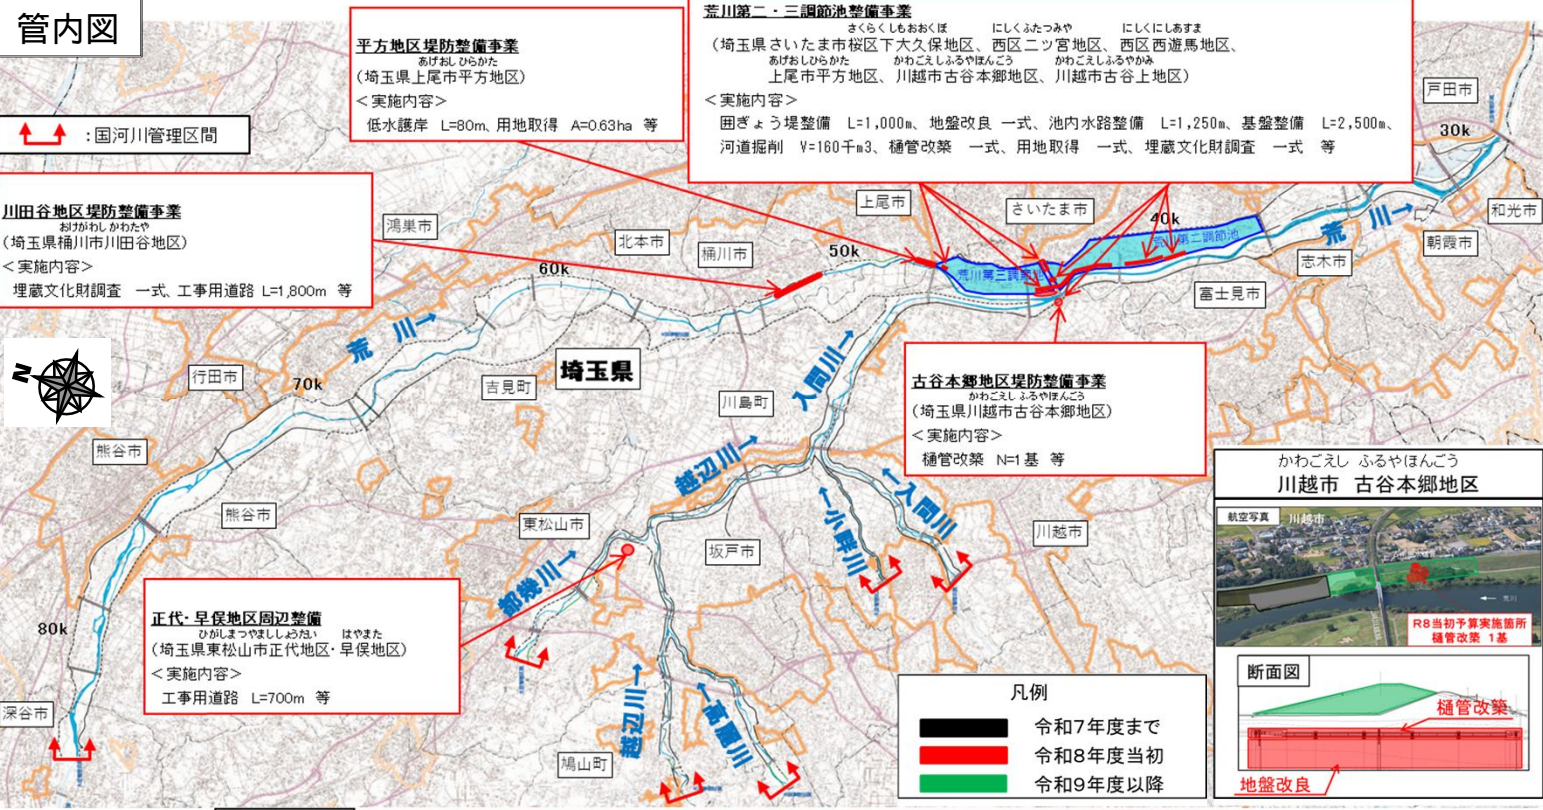 管内図
:国河川管理区間
平方地区堤防整備事業
あげおしひらかた
(埼玉県上尾市平方地区)
<実施内容>
低水護岸 L=80m、用地取得 A=0.63ha 等
荒川第二・三調節池整備事業
さくらくしもおおくぼ にしくふたつみや にしくにしあすま
(埼玉県さいたま市桜区下大久保地区、西区二ツ宮地区、西区西遊馬地区、
あげおしひらかた かわごえしふるやほんごう かわごえしふるやかみ
上尾市平方地区、川越市古谷本郷地区、川越市古谷上地区)
<実施内容>
囲ぎょう堤整備 L=1,000m、地盤改良 一式、池内水路整備 L=1,250m、基盤整備 L=2,500m、
河道掘削 V=160千m3、樋管改築 一式、用地取得 一式、埋蔵文化財調査 一式 等
川田谷地区堤防整備事業
おけがわしかわたや
(埼玉県桶川市川田谷地区)
<実施内容>
埋蔵文化財調査 一式、工事用道路 L=1,800m 等
戸田市
30k
和光市
朝霞市
荒川→
志木市
富士見市
40k
さいたま市
上尾市
荒川第二調節池
荒川第三調節池
50k
桶川市
北本市
鴻巣市
60k
荒川→
埼玉県
N
行田市
70k
吉見町
川島町
入間川→
熊谷市
熊谷市
越辺川→
東松山市
坂戸市
←小畔川
←入間川
川越市
都幾川→
80k
深谷市
越辺川→
←高麗川
鳩山町
古谷本郷地区堤防整備事業
かわごえしふるやほんごう
(埼玉県川越市古谷本郷地区)
<実施内容>
樋管改築 N=1基 等
正代・早俣地区周辺整備
ひがしまつやまししょうだい はやまた
(埼玉県東松山市正代地区・早俣地区)
<実施内容>
工事用道路 L=700m 等
凡例
令和7年度まで
令和8年度当初
令和9年度以降
かわごえし ふるやほんごう
川越市 古谷本郷地区
航空写真
川越市
← 荒川
R8当初予算実施箇所
樋管改築 1基
断面図
樋管改築
地盤改良